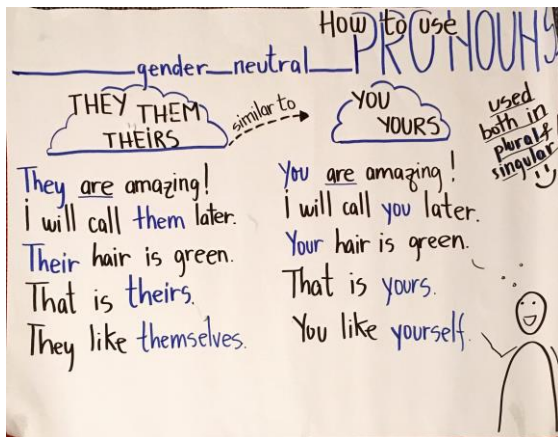 How to use
PRONOUNS
gender neutral
THEY THEM
THEIRS
similar to
YOU
YOURS
used
both in
plural &
singular
They are amazing!
i will call them later.
Their hair is green.
That is theirs.
They like themselves.
You are amazing!
i will call you later.
Your hair is green.
That is yours.
You like yourself.